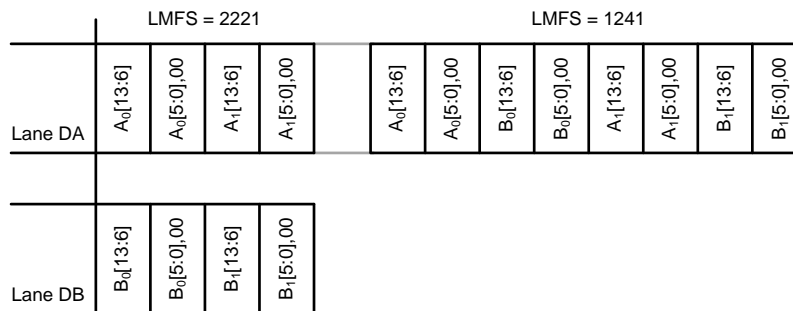 LMFS = 2221 LMFS = 1241
Lane DA A₀[13:6] A₀[5:0],00 A₁[13:6] A₁[5:0],00 A₀[13:6] A₀[5:0],00 B₀[13:6] B₀[5:0],00 A₁[13:6] A₁[5:0],00 B₁[13:6] B₁[5:0],00
Lane DB B₀[13:6] B₀[5:0],00 B₁[13:6] B₁[5:0],00